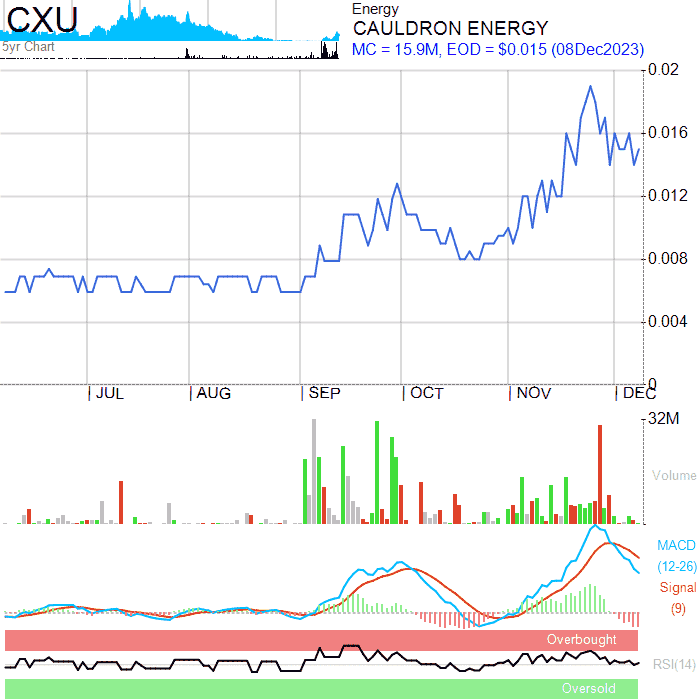 CXU
5yr Chart
Energy
CAULDRON ENERGY
MC = 15.9M, EOD = $0.015 (08Dec2023)
0.02
0.016
0.012
0.008
0.004
0
JUL AUG SEP OCT NOV DEC
32M
Volume
MACD
(12-26)
Signal
(9)
Overbought
RSI(14)
Oversold